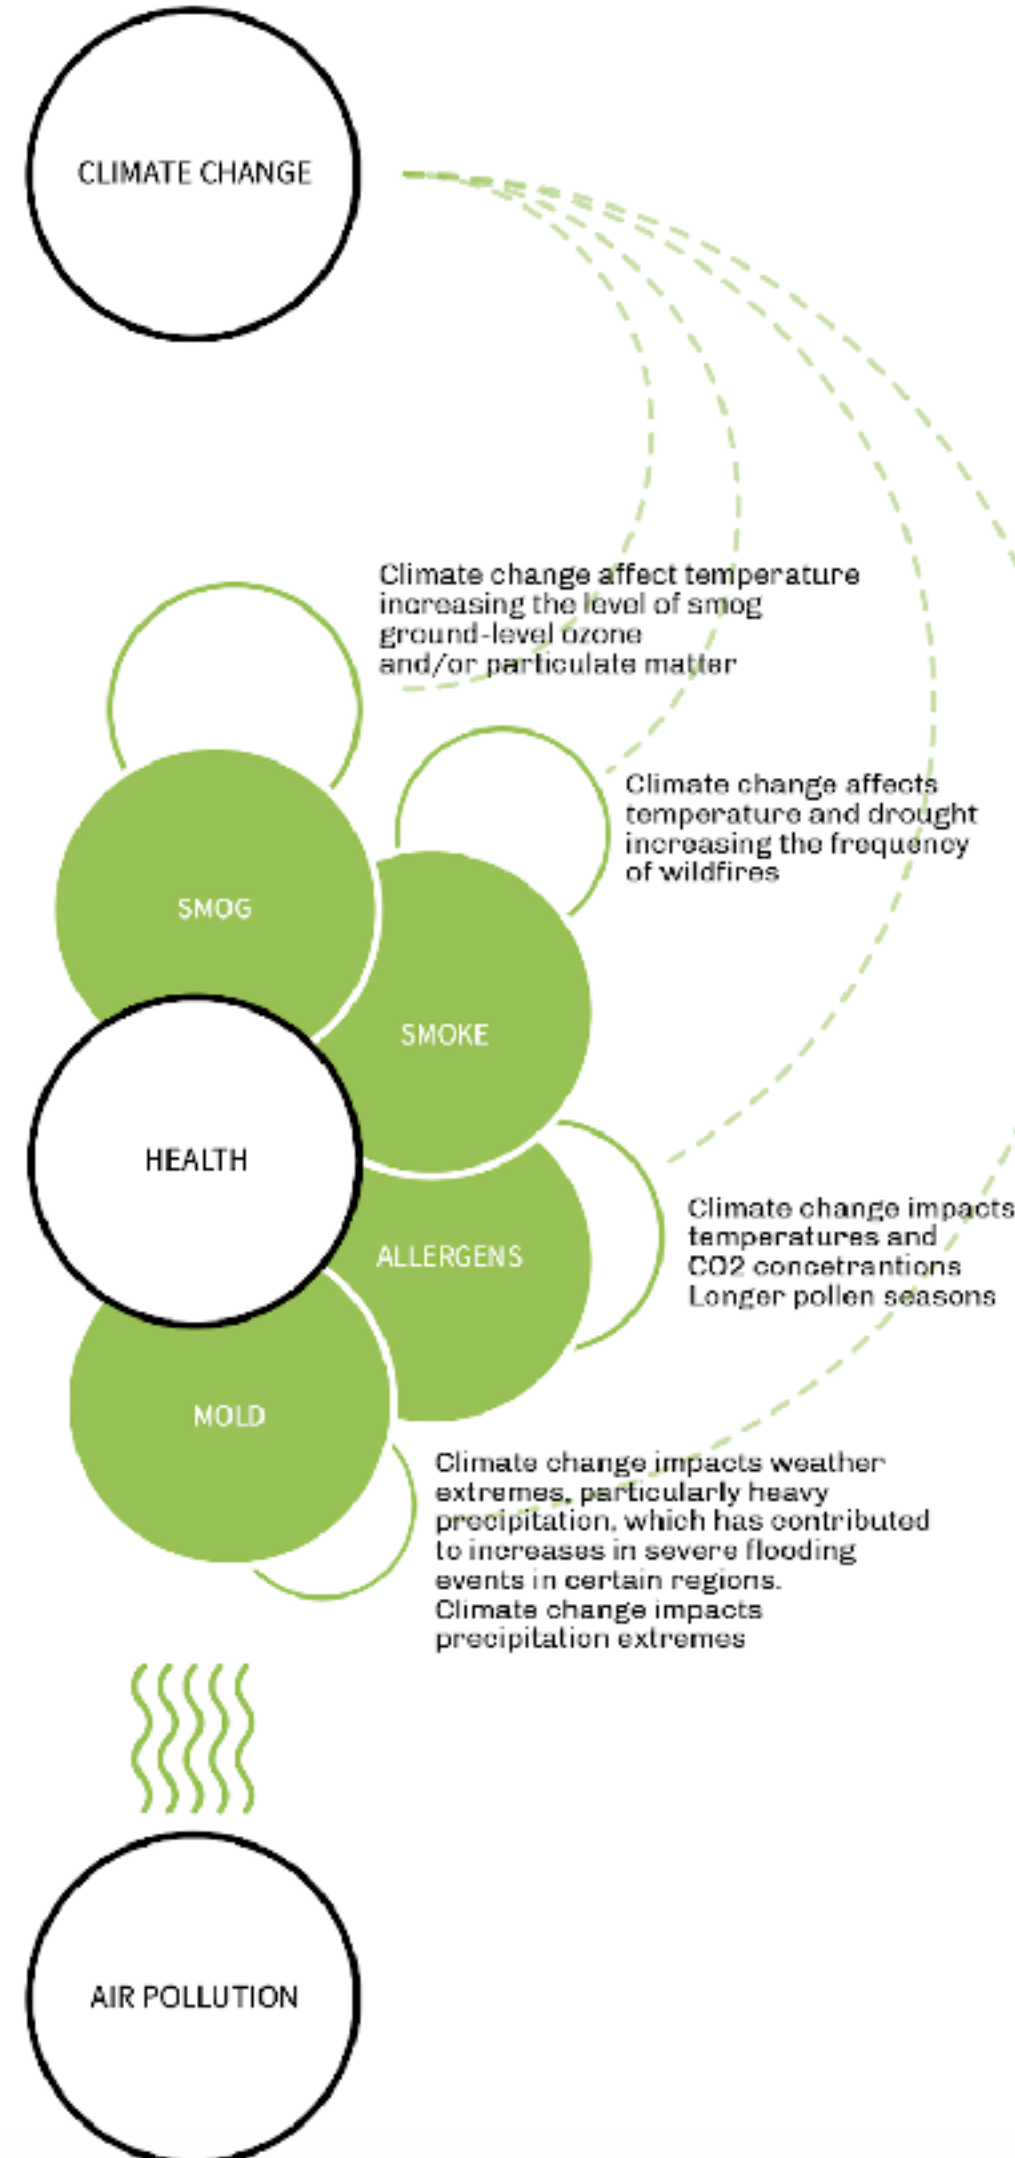 CLIMATE CHANGE
Climate change affect temperature
increasing the level of smog
ground-level ozone
and/or particulate matter
Climate change affects
temperature and drought
increasing the frequency
of wildfires
SMOG
SMOKE
HEALTH
Climate change impacts
temperatures and
CO2 concetrantions
Longer pollen seasons
ALLERGENS
MOLD
Climate change impacts weather
extremes, particularly heavy
precipitation, which has contributed
to increases in severe flooding
events in certain regions.
Climate change impacts
precipitation extremes
AIR POLLUTION